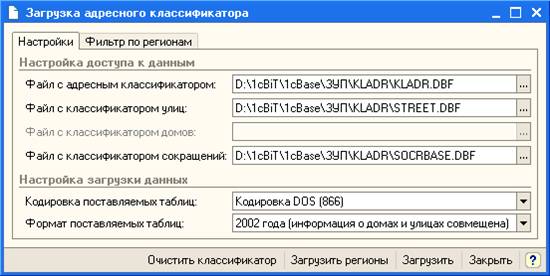 Загрузка адресного классификатора
Настройки Фильтр по регионам
Настройка доступа к данным
Файл с адресным классификатором: D:\1cBiT\1cBase\ЗУП\KLADR\KLADR.DBF ...
Файл с классификатором улиц: D:\1cBiT\1cBase\ЗУП\KLADR\STREET.DBF ...
Файл с классификатором домов: ...
Файл с классификатором сокращений: D:\1cBiT\1cBase\ЗУП\KLADR\SOCRBASE.DBF ...
Настройка загрузки данных
Кодировка поставляемых таблиц: Кодировка DOS (866)
Формат поставляемых таблиц: 2002 года (информация о домах и улицах совмещена)
Очистить классификатор Загрузить регионы Загрузить Закрыть ?